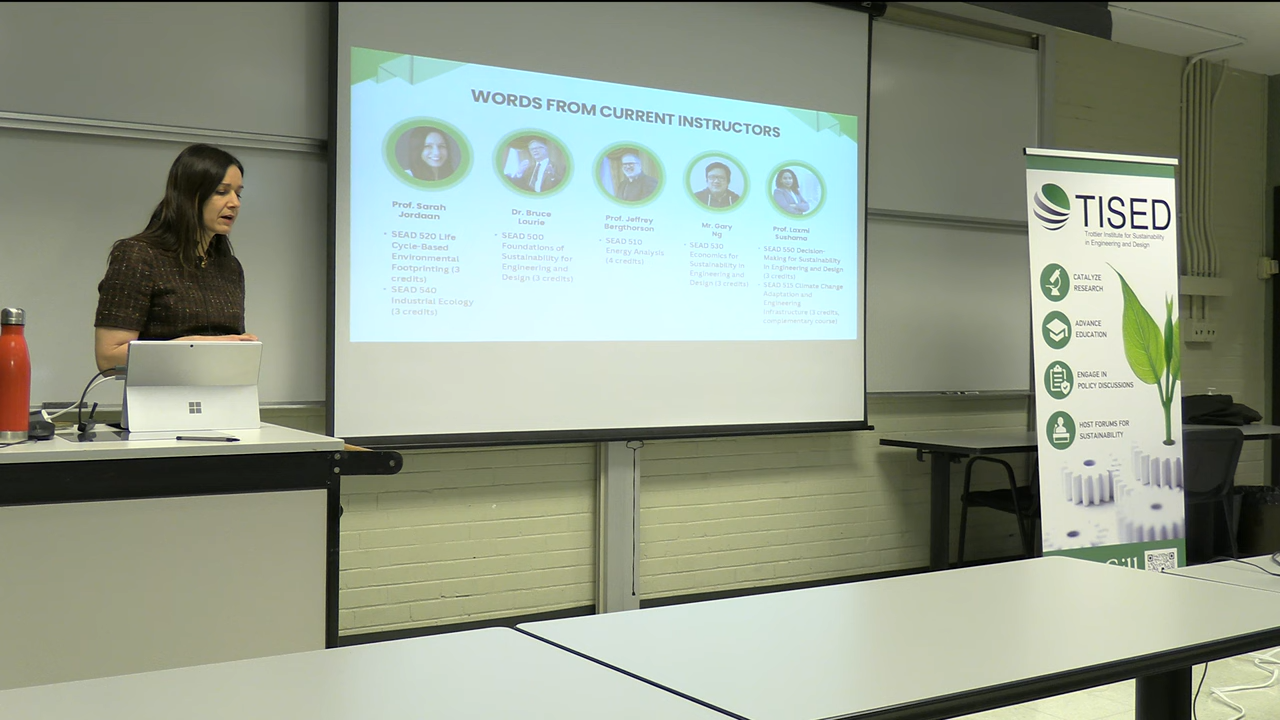 WORDS FROM CURRENT INSTRUCTORS
Prof. Sarah
Jordaan
• SEAD 520 Life
Cycle-Based
Environmental
Footprinting (3
credits)
• SEAD 540
Industrial Ecology
(3 credits)
Dr. Bruce
Lourie
• SEAD 500
Foundations of
Sustainability for
Engineering and
Design (3 credits)
Prof. Jeffrey
Bergthorson
• SEAD 510
Energy Analysis
(4 credits)
Mr. Gary
Ng
• SEAD 530
Economics for
Sustainability in
Engineering and
Design (3 credits)
Prof. Laxmi
Sushama
• SEAD 550 Decision-
Making for Sustainability
in Engineering and Design
(3 credits)
• SEAD 515 Climate Change
Adaptation and
Engineering
Infrastructure (3 credits,
complementary course)
TISED
Trottier Institute for Sustainability
in Engineering and Design
CATALYZE
RESEARCH
ADVANCE
EDUCATION
ENGAGE IN
POLICY DISCUSSIONS
HOST FORUMS FOR
SUSTAINABILITY